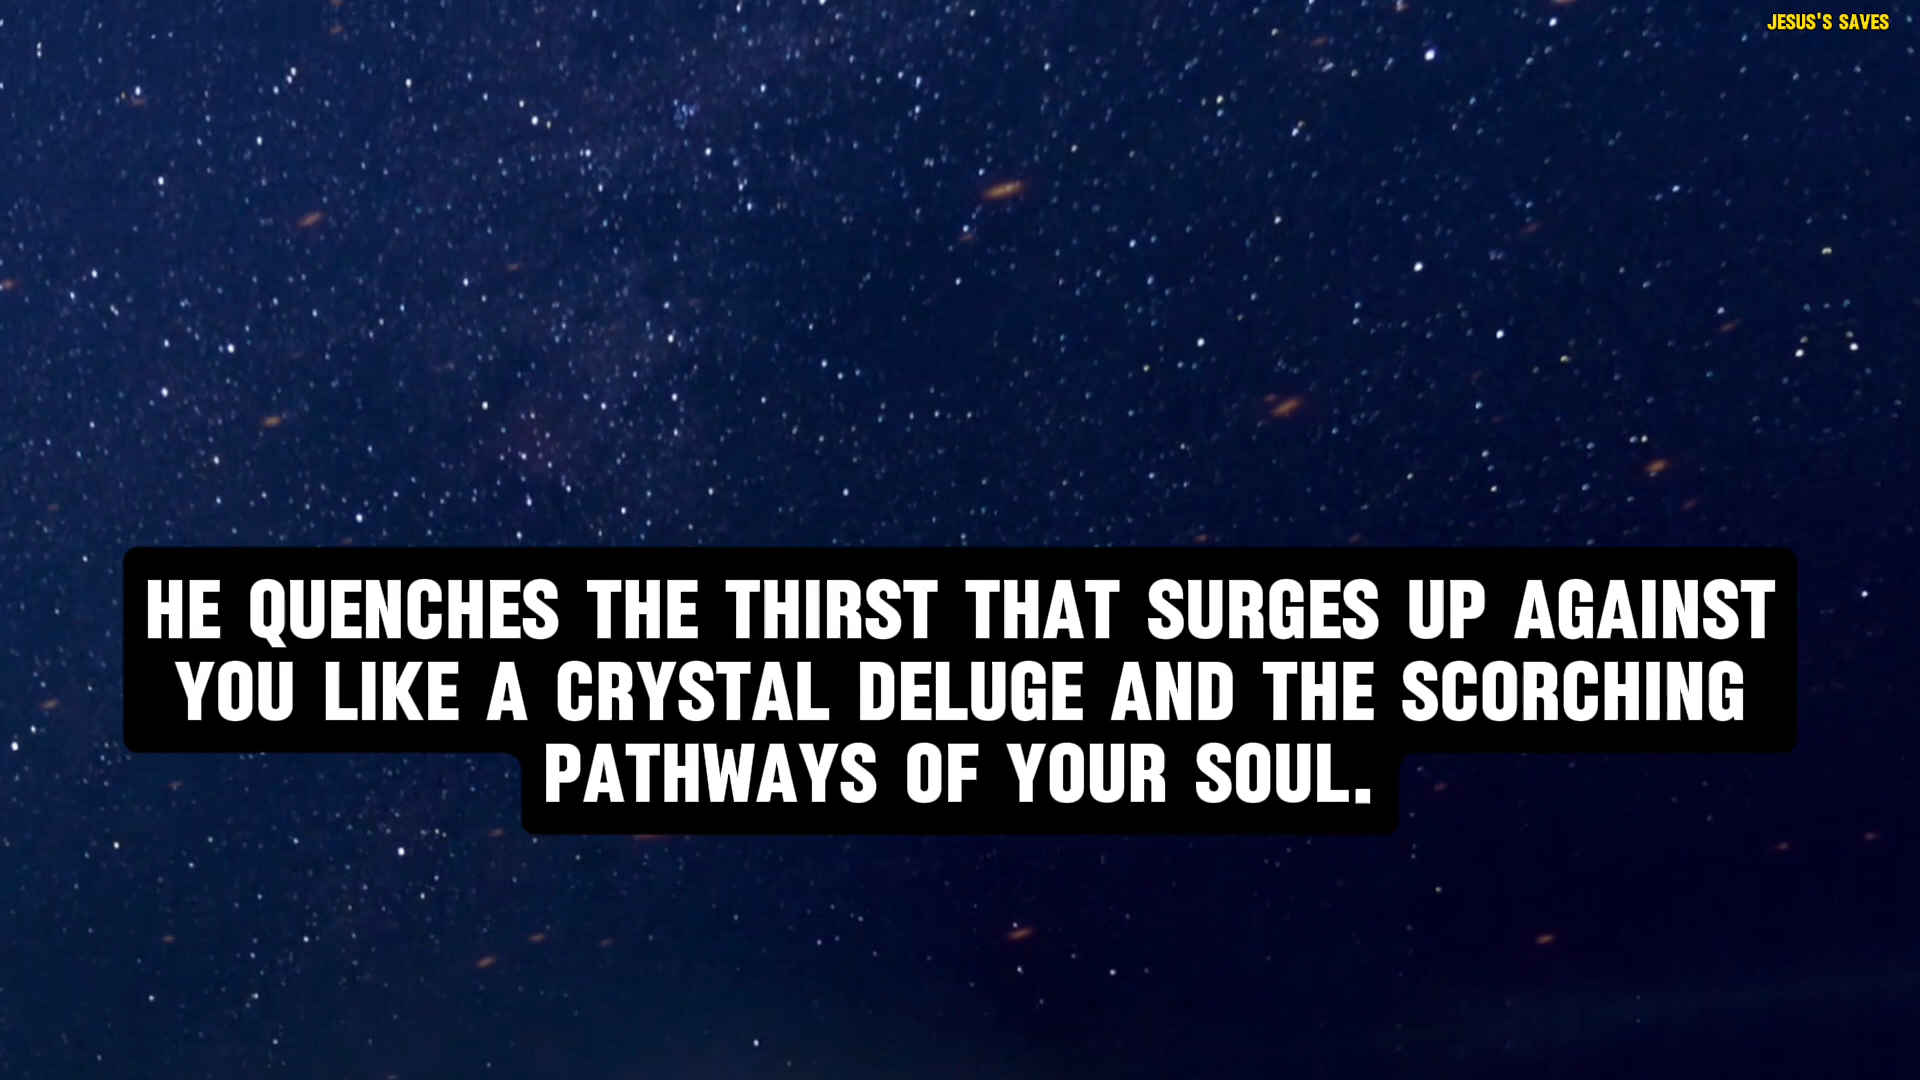 JESUS'S SAVES
HE QUENCHES THE THIRST THAT SURGES UP AGAINST
YOU LIKE A CRYSTAL DELUGE AND THE SCORCHING
PATHWAYS OF YOUR SOUL.